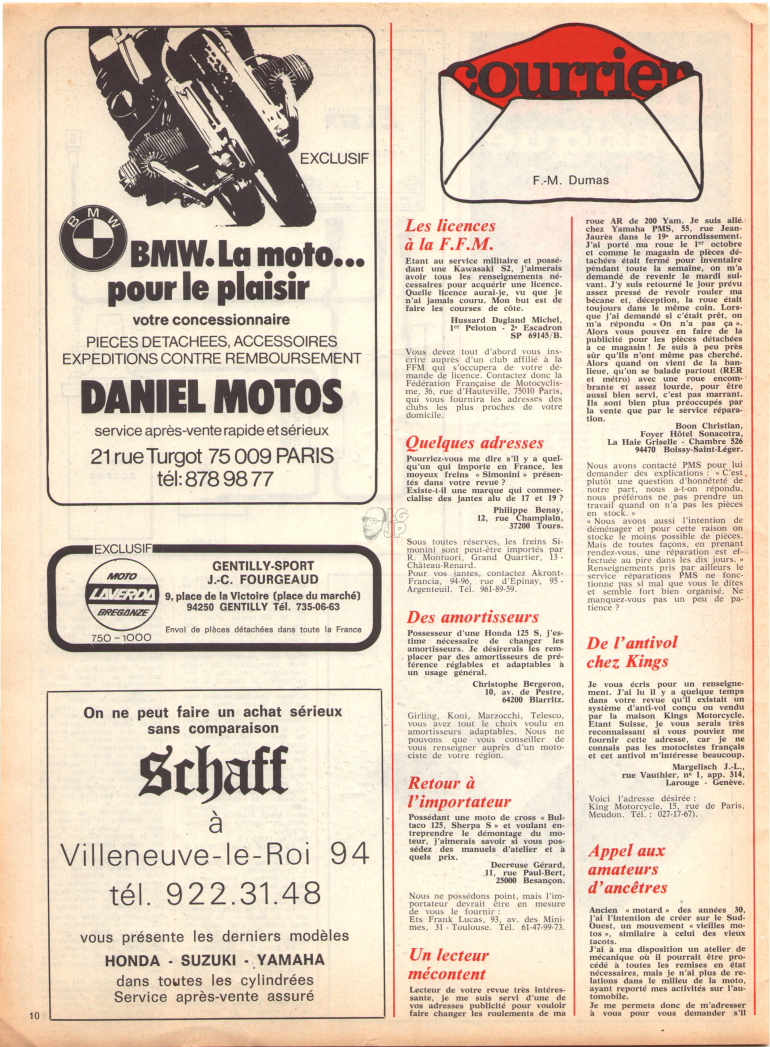 EXCLUSIF
BMW
BMW. La moto...
pour le plaisir
votre concessionnaire
PIECES DETACHEES, ACCESSOIRES
EXPEDITIONS CONTRE REMBOURSEMENT
DANIEL MOTOS
service après-vente rapide et sérieux
21 rue Turgot 75 009 PARIS
tél: 878 98 77
EXCLUSIF
MOTO
LAVERDA
BREGANZE
750 - 1000
GENTILLY-SPORT
J.-C. FOURGEAUD
9, place de la Victoire (place du marché)
94250 GENTILLY Tél. 735-06-63
Envoi de pièces détachées dans toute la France
On ne peut faire un achat sérieux
sans comparaison
Schaff
à
Villeneuve-le-Roi 94
tél. 922.31.48
vous présente les derniers modèles
HONDA - SUZUKI - YAMAHA
dans toutes les cylindrées
Service après-vente assuré
10
courrier
F.-M. Dumas
Les licences
à la F.F.M.
Etant au service militaire et possé-
dant une Kawasaki S2, j'aimerais
avoir tous les renseignements né-
cessaires pour acquérir une licence.
Quelle licence aurai-je, vu que je
n'ai jamais couru. Mon but est de
faire les courses de côte.
Hussard Dagland Michel,
1er Peloton - 2e Escadron
SP 69145/B.
Vous devez tout d'abord vous ins-
crire auprès d'un club affilié à la
FFM qui s'occupera de votre de-
mande de licence. Contactez donc la
Fédération Française de Motocyclis-
me, 36, rue d'Hauteville, 75010 Paris,
qui vous fournira les adresses des
clubs les plus proches de votre
domicile.
Quelques adresses
Pourriez-vous me dire s'il y a quel-
qu'un qui importe en France, les
moyeux freins « Simonini » présen-
tés dans votre revue ?
Existe-t-il une marque qui commer-
cialise des jantes alu de 17 et 19 ?
Philippe Benay,
12, rue Champlain,
37200 Tours.
Sous toutes réserves, les freins Si-
monini sont peut-être importés par
R. Montuori, Grand Quartier, 13 -
Château-Renard.
Pour vos jantes, contactez Akront-
Francia, 94-96, rue d'Epinay, 95 -
Argenteuil. Tél. 961-89-59.
Des amortisseurs
Possesseur d'une Honda 125 S, j'es-
time nécessaire de changer les
amortisseurs. Je désirerais les rem-
placer par des amortisseurs de pré-
férence réglables et adaptables à
un usage général.
Christophe Bergeron,
10, av. de Pestre,
64200 Biarritz.
Girling, Koni, Marzocchi, Telesco,
vous avez tout le choix voulu en
amortisseurs adaptables. Nous ne
pouvons que vous conseiller de
vous renseigner auprès d'un moto-
ciste de votre région.
Retour à
l'importateur
Possédant une moto de cross « Bul-
taco 125, Sherpa S » et voulant en-
treprendre le démontage du mo-
teur, j'aimerais savoir si vous pos-
sédez des manuels d'atelier et à
quels prix.
Decreuse Gérard,
11, rue Paul-Bert,
25000 Besançon.
Nous ne possédons point, mais l'im-
portateur devrait être en mesure
de vous le fournir :
Ets Frank Lucas, 93, av. des Mini-
mes, 31 - Toulouse. Tél. 61-47-99-73.
Un lecteur
mécontent
Lecteur de votre revue très intéres-
sante, je me suis servi d'une de
vos adresses publicité pour vouloir
faire changer les roulements de ma
roue AR de 200 Yam. Je suis allé
chez Yamaha PMS, 55, rue Jean-
Jaurès dans le 19e arrondissement.
J'ai porté ma roue le 1er octobre
et comme le magasin de pièces dé-
tachées était fermé pour inventaire
pendant toute la semaine, on m'a
demandé de revenir le mardi sui-
vant. J'y suis retourné le jour prévu
assez pressé de revoir rouler ma
bécane et, déception, la roue était
toujours dans le même coin. Lors-
que j'ai demandé si c'était prêt, on
m'a répondu « On n'a pas ça ».
Alors vous pouvez en faire de la
publicité pour les pièces détachées
à ce magasin ! Je suis à peu près
sûr qu'ils n'ont même pas cherché.
Alors quand on vient de la ban-
lieue, qu'on se balade partout (RER
et métro) avec une roue encom-
brante et assez lourde, pour être
aussi bien servi, c'est pas marrant.
Ils sont bien plus préoccupés par
la vente que par le service répara-
tion.
Boon Christian,
Foyer Hôtel Sonacotra,
La Haie Griselle - Chambre 526
94470 Boissy-Saint-Léger.
Nous avons contacté PMS pour lui
demander des explications : « C'est
plutôt une question d'honnêteté de
notre part, nous a-t-on répondu,
nous préférons ne pas prendre un
travail quand on n'a pas les pièces
en stock. »
« Nous avons aussi l'intention de
déménager et pour cette raison on
stocke le moins possible de pièces.
Mais de toutes façons, en prenant
rendez-vous, une réparation est ef-
fectuée au pire dans les dix jours. »
Renseignements pris par ailleurs le
service réparations PMS ne fonc-
tionne pas si mal que vous le dites
et semble fort bien organisé. Ne
manquez-vous pas un peu de pa-
tience ?
De l'antivol
chez Kings
Je vous écris pour un renseigne-
ment. J'ai lu il y a quelque temps
dans votre revue qu'il existait un
système d'anti-vol conçu ou vendu
par la maison Kings Motorcycle.
Etant Suisse, je vous serais très
reconnaissant si vous pouviez me
fournir cette adresse, car je ne
connais pas les motocistes français
et cet antivol m'intéresse beaucoup.
Margelisch J.-L.,
rue Vauthier, no 1, app. 314,
Larouge - Genève.
Voici l'adresse désirée :
King Motorcycle, 15, rue de Paris,
Meudon. Tél. : 027-17-67).
Appel aux
amateurs
d'ancêtres
Ancien « motard » des années 30,
j'ai l'intention de créer sur le Sud-
Ouest, un mouvement « vieilles mo-
tos », similaire à celui des vieux
tacots.
J'ai à ma disposition un atelier de
mécanique où il pourrait être pro-
cédé à toutes les remises en état
nécessaires, mais je n'ai plus de re-
lations dans le milieu de la moto,
ayant reporté mes activités sur l'au-
tomobile.
Je me permets donc de m'adresser
à vous pour vous demander s'il